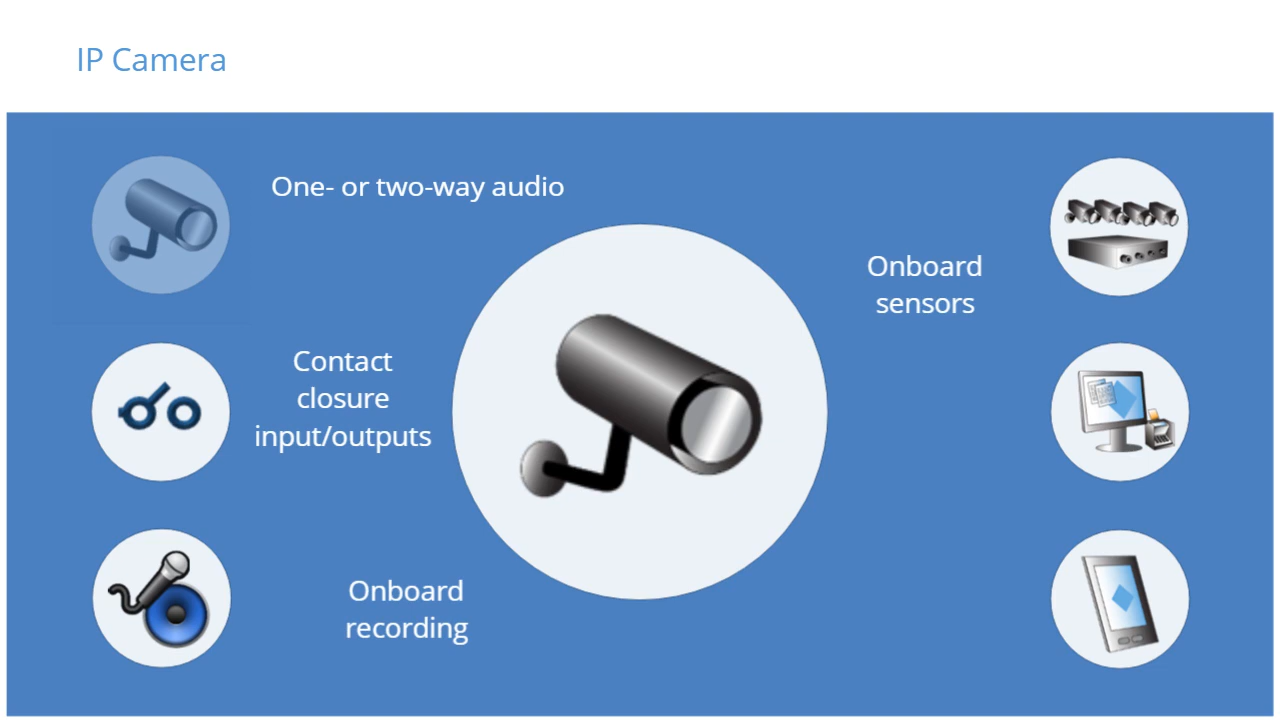 IP Camera
One- or two-way audio
Contact
closure
input/outputs
Onboard
recording
Onboard
sensors